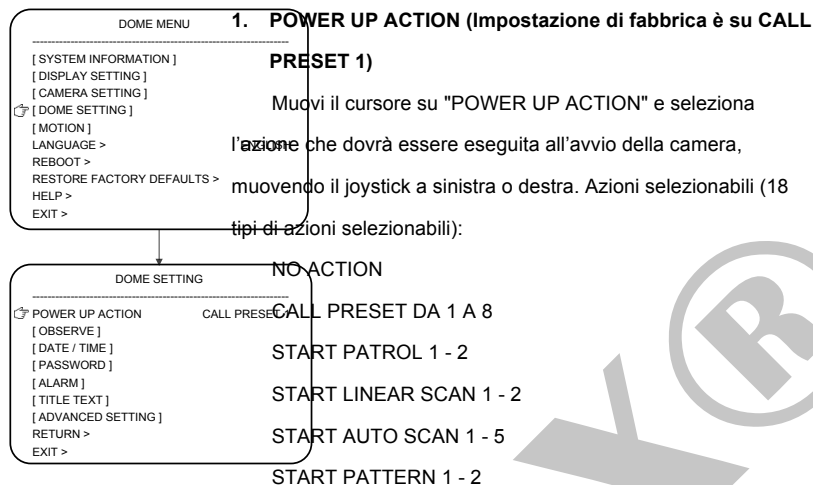 DOME MENU
[ SYSTEM INFORMATION ]
[ DISPLAY SETTING ]
[ CAMERA SETTING ]
[ DOME SETTING ]
[ MOTION ]
LANGUAGE > ENGLISH
REBOOT >
RESTORE FACTORY DEFAULTS >
HELP >
EXIT >
DOME SETTING
POWER UP ACTION CALL PRESET 1
[ OBSERVE ]
[ DATE / TIME ]
[ PASSWORD ]
[ ALARM ]
[ TITLE TEXT ]
[ ADVANCED SETTING ]
RETURN >
EXIT >
1. POWER UP ACTION (Impostazione di fabbrica è su CALL
PRESET 1)
Muovi il cursore su "POWER UP ACTION" e seleziona
l'azione che dovrà essere eseguita all'avvio della camera,
muovendo il joystick a sinistra o destra. Azioni selezionabili (18
tipi di azioni selezionabili):
NO ACTION
CALL PRESET DA 1 A 8
START PATROL 1 - 2
START LINEAR SCAN 1 - 2
START AUTO SCAN 1 - 5
START PATTERN 1 - 2